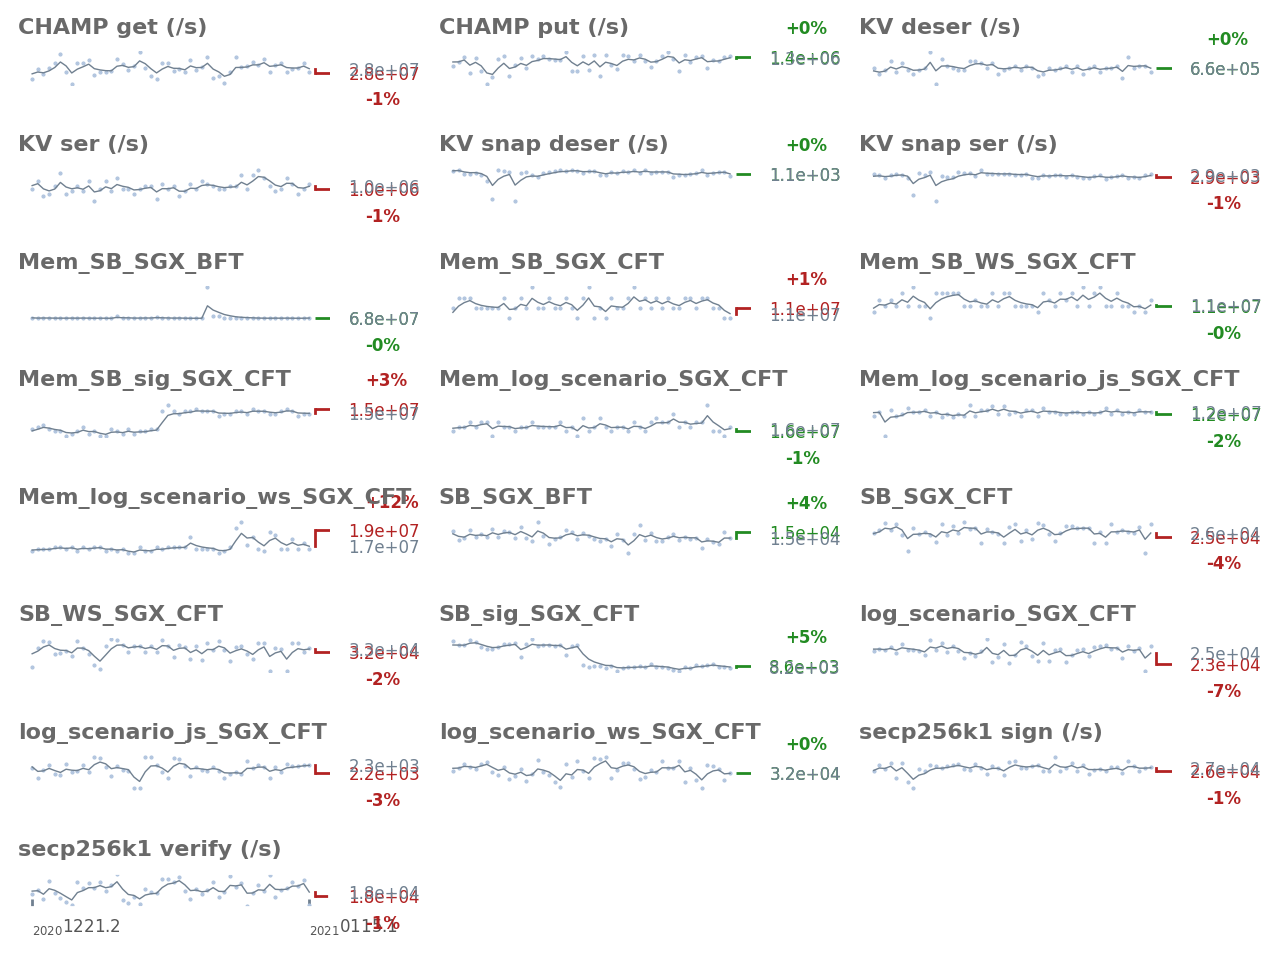 CHAMP get (/s)
2.8e+07
2.8e+07
-1%
CHAMP put (/s)
+0%
1.4e+06
KV deser (/s)
+0%
6.6e+05
KV ser (/s)
1.0e+06
1.0e+06
-1%
KV snap deser (/s)
+0%
1.1e+03
KV snap ser (/s)
2.9e+03
2.9e+03
-1%
Mem_SB_SGX_BFT
6.8e+07
-0%
Mem_SB_SGX_CFT
+1%
1.1e+07
1.1e+07
Mem_SB_WS_SGX_CFT
1.1e+07
1.1e+07
-0%
Mem_SB_sig_SGX_CFT
+3%
1.5e+07
1.5e+07
Mem_log_scenario_SGX_CFT
1.6e+07
1.6e+07
-1%
Mem_log_scenario_js_SGX_CFT
1.2e+07
1.2e+07
-2%
Mem_log_scenario_ws_SGX_CFT
+12%
1.9e+07
1.7e+07
SB_SGX_BFT
+4%
1.5e+04
1.5e+04
SB_SGX_CFT
2.6e+04
2.5e+04
-4%
SB_WS_SGX_CFT
3.2e+04
-2%
SB_sig_SGX_CFT
+5%
8.6e+03
8.2e+03
log_scenario_SGX_CFT
2.5e+04
2.3e+04
-7%
log_scenario_js_SGX_CFT
2.3e+03
2.2e+03
-3%
log_scenario_ws_SGX_CFT
+0%
3.2e+04
secp256k1 sign (/s)
2.7e+04
2.6e+04
-1%
secp256k1 verify (/s)
1.8e+04
1.8e+04
-1%
2020 1221.2
2021 0115.1